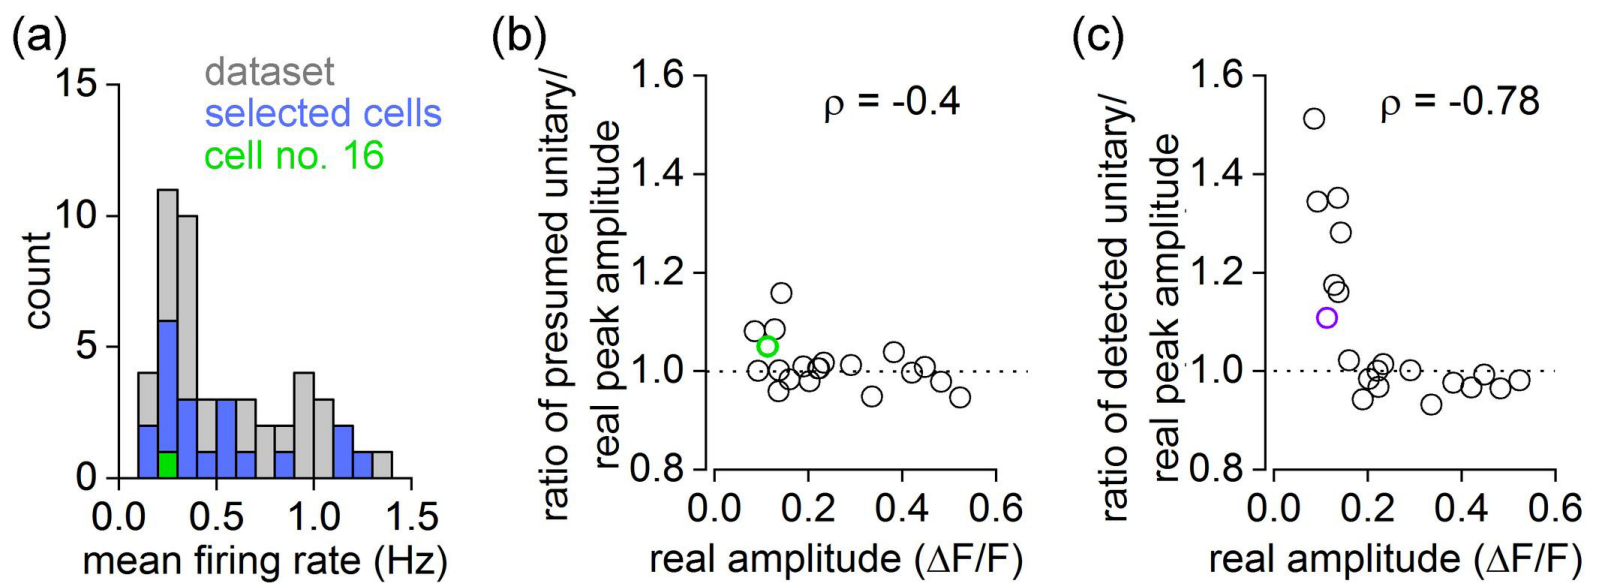 (a)
dataset
selected cells
cell no. 16
15
10
5
0
count
0.0 0.5 1.0 1.5
mean firing rate (Hz)
(b)
ratio of presumed unitary/
real peak amplitude
ρ = -0.4
1.6
1.4
1.2
1.0
0.8
0.0 0.2 0.4 0.6
real amplitude (ΔF/F)
(c)
ratio of detected unitary/
real peak amplitude
ρ = -0.78
1.6
1.4
1.2
1.0
0.8
0.0 0.2 0.4 0.6
real amplitude (ΔF/F)